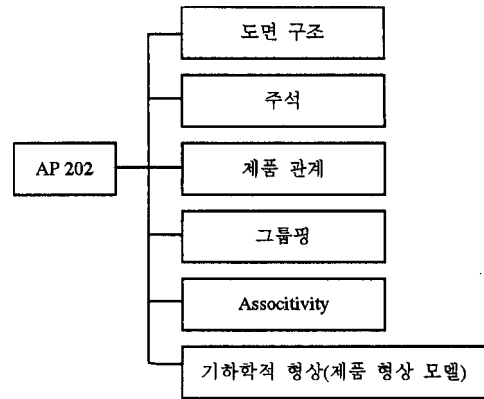 도면 구조
주석
AP 202
제품 관계
그룹핑
Associtivity
기하학적 형상(제품 형상 모델)